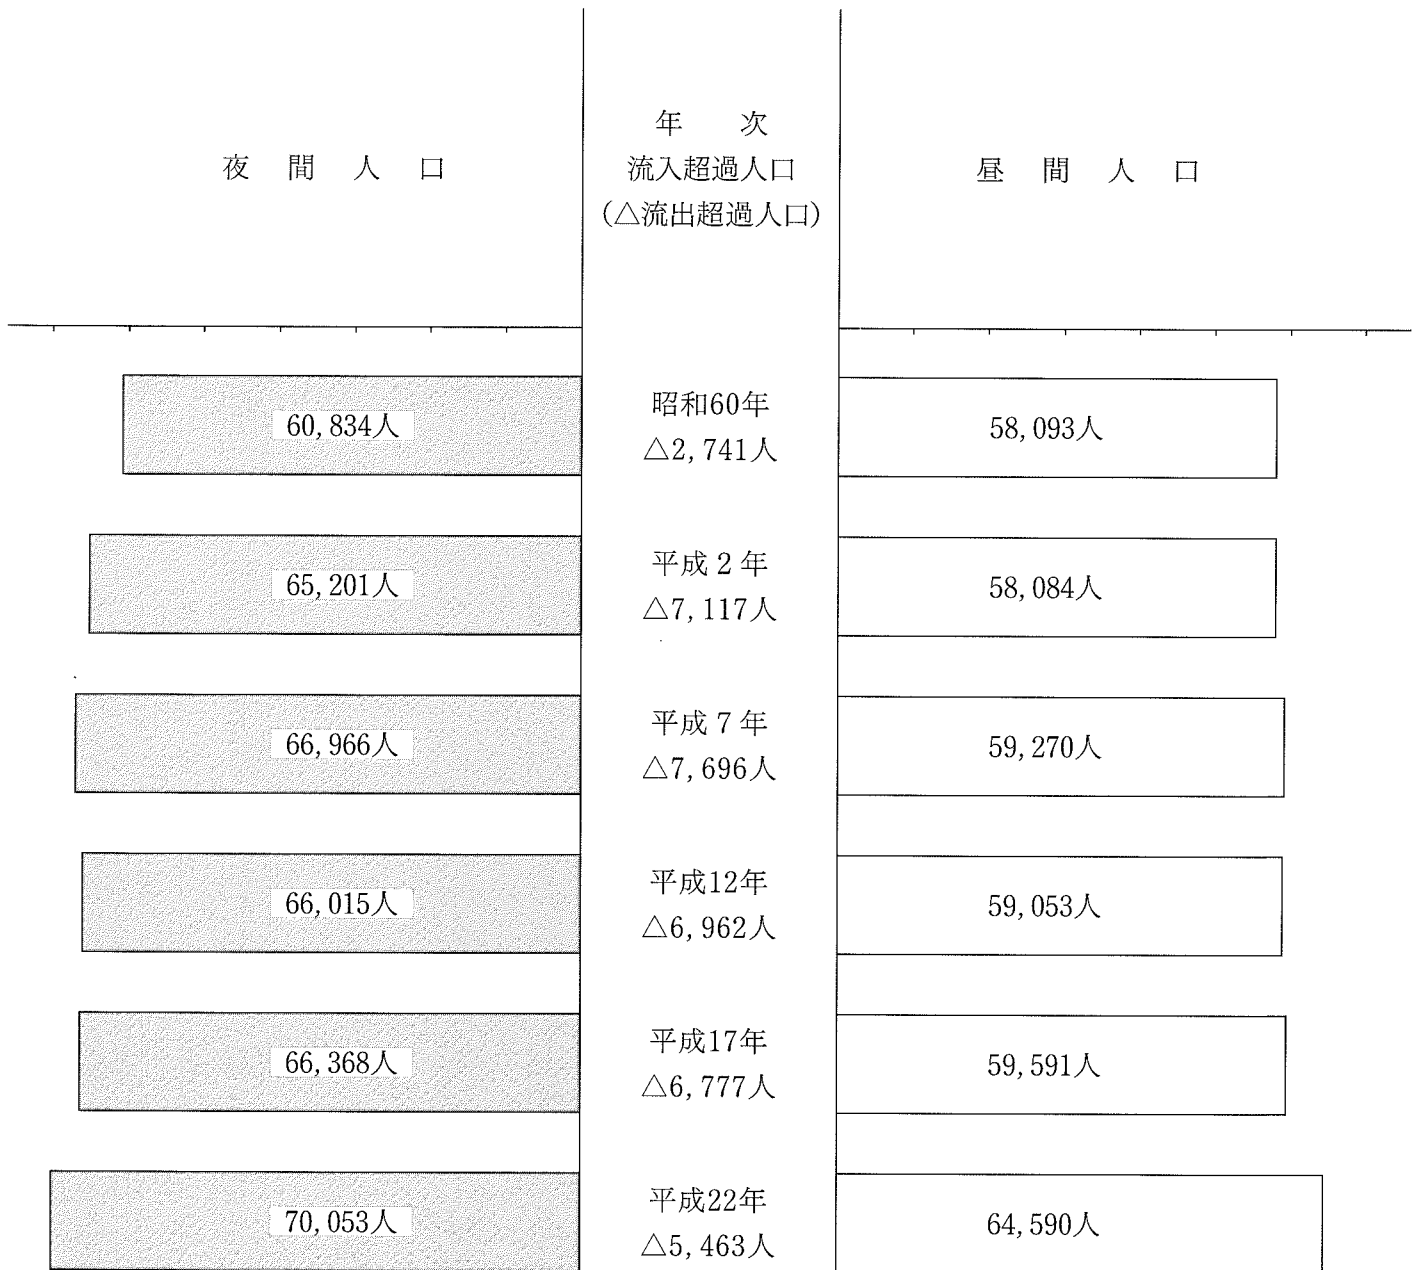 夜間人口
年次
流入超過人口
(△流出超過人口)
昼間人口
60,834人
昭和60年
△2,741人
58,093人
65,201人
平成2年
△7,117人
58,084人
66,966人
平成7年
△7,696人
59,270人
66,015人
平成12年
△6,962人
59,053人
66,368人
平成17年
△6,777人
59,591人
70,053人
平成22年
△5,463人
64,590人